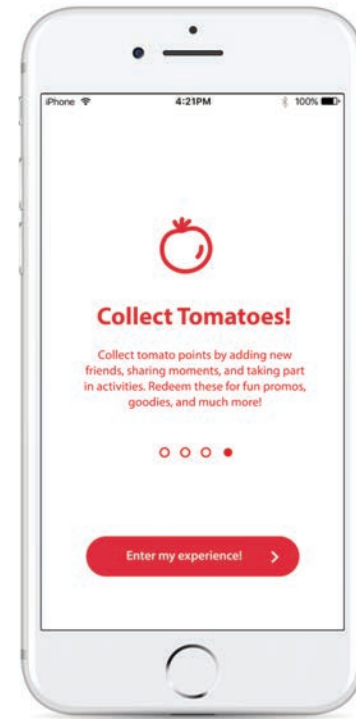 iPhone 4:21PM 100%
Collect Tomatoes!
Collect tomato points by adding new
friends, sharing moments, and taking part
in activities. Redeem these for fun promos,
goodies, and much more!
Enter my experience!